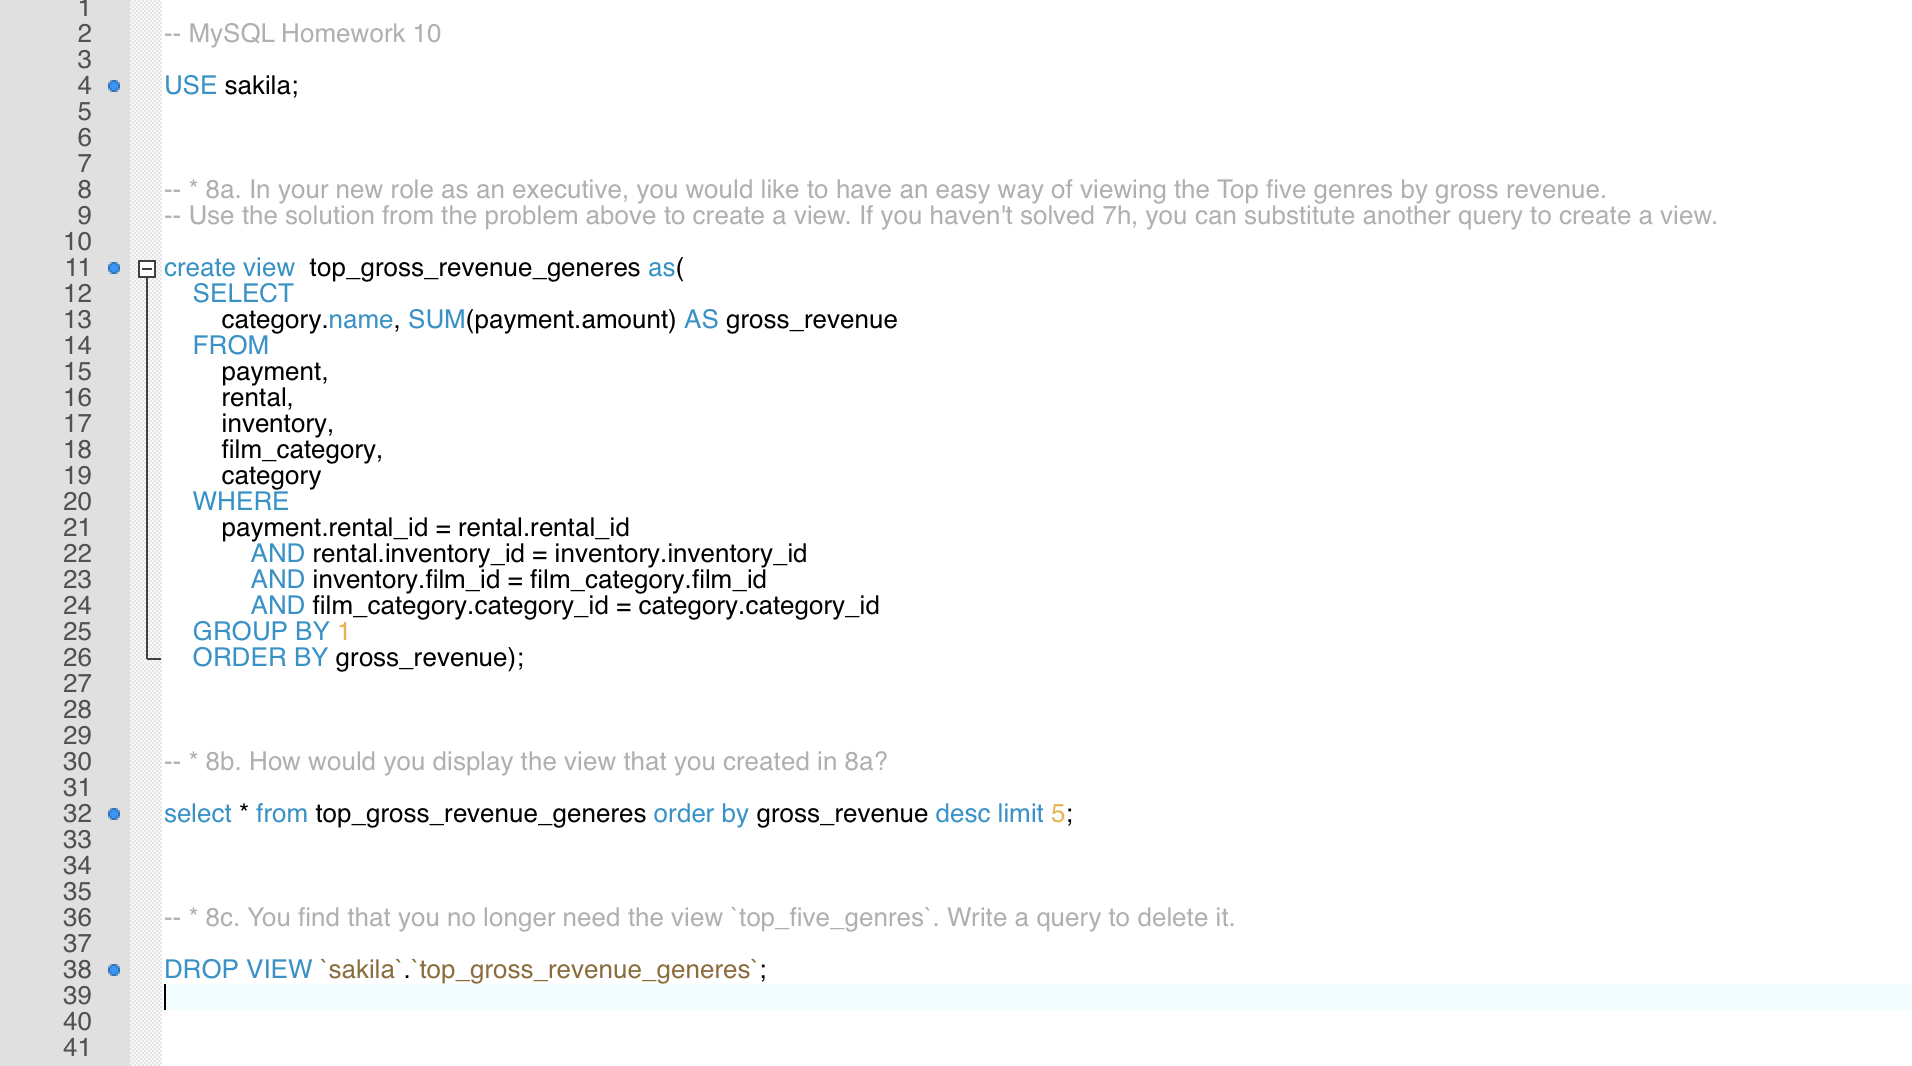 1
2 -- MySQL Homework 10
3
4 USE sakila;
5
6
7
8 -- * 8a. In your new role as an executive, you would like to have an easy way of viewing the Top five genres by gross revenue.
9 -- Use the solution from the problem above to create a view. If you haven't solved 7h, you can substitute another query to create a view.
10
11 create view  top_gross_revenue_generes as(
12 SELECT
13 category.name, SUM(payment.amount) AS gross_revenue
14 FROM
15 payment,
16 rental,
17 inventory,
18 film_category,
19 category
20 WHERE
21 payment.rental_id = rental.rental_id
22 AND rental.inventory_id = inventory.inventory_id
23 AND inventory.film_id = film_category.film_id
24 AND film_category.category_id = category.category_id
25 GROUP BY 1
26 ORDER BY gross_revenue);
27
28
29
30 -- * 8b. How would you display the view that you created in 8a?
31
32 select * from top_gross_revenue_generes order by gross_revenue desc limit 5;
33
34
35
36 -- * 8c. You find that you no longer need the view `top_five_genres`. Write a query to delete it.
37
38 DROP VIEW `sakila`.`top_gross_revenue_generes`;
39
40
41